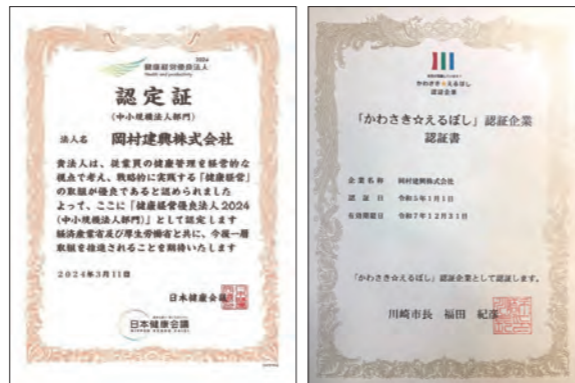 2024
健康経営優良法人
Health and productivity
認定証
(中小規模法人部門)
法人名 岡村建興株式会社
貴法人は、従業員の健康管理を経営的な
視点で考え、戦略的に実践する「健康経営」
の取組が優良であると認められました
よって、ここに「健康経営優良法人2024
(中小規模法人部門)」として認定します
経済産業省及び厚生労働省と共に、今後一層
取組を推進されることを期待いたします
2024年3月11日
日本健康会議
日本健康会議
NIPPON KENKO KAIGI
かわさき☆えるぼし
認証企業
「かわさき☆えるぼし」認証企業
認証書
企業名称 岡村建興株式会社
認証日 令和5年1月1日
有効期限日 令和7年12月31日
「かわさき☆えるぼし」認証企業として認証します。
川崎市長 福田 紀彦